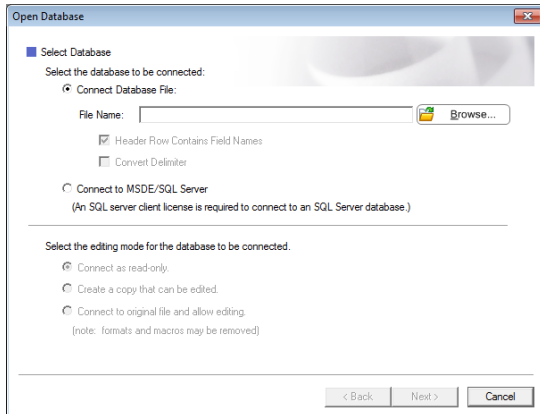 Open Database
Select Database
Select the database to be connected:
Connect Database File:
File Name:
Browse...
Header Row Contains Field Names
Convert Delimiter
Connect to MSDE/SQL Server
(An SQL server client license is required to connect to an SQL Server database.)
Select the editing mode for the database to be connected.
Connect as read-only.
Create a copy that can be edited.
Connect to original file and allow editing.
(note: formats and macros may be removed)
< Back Next > Cancel